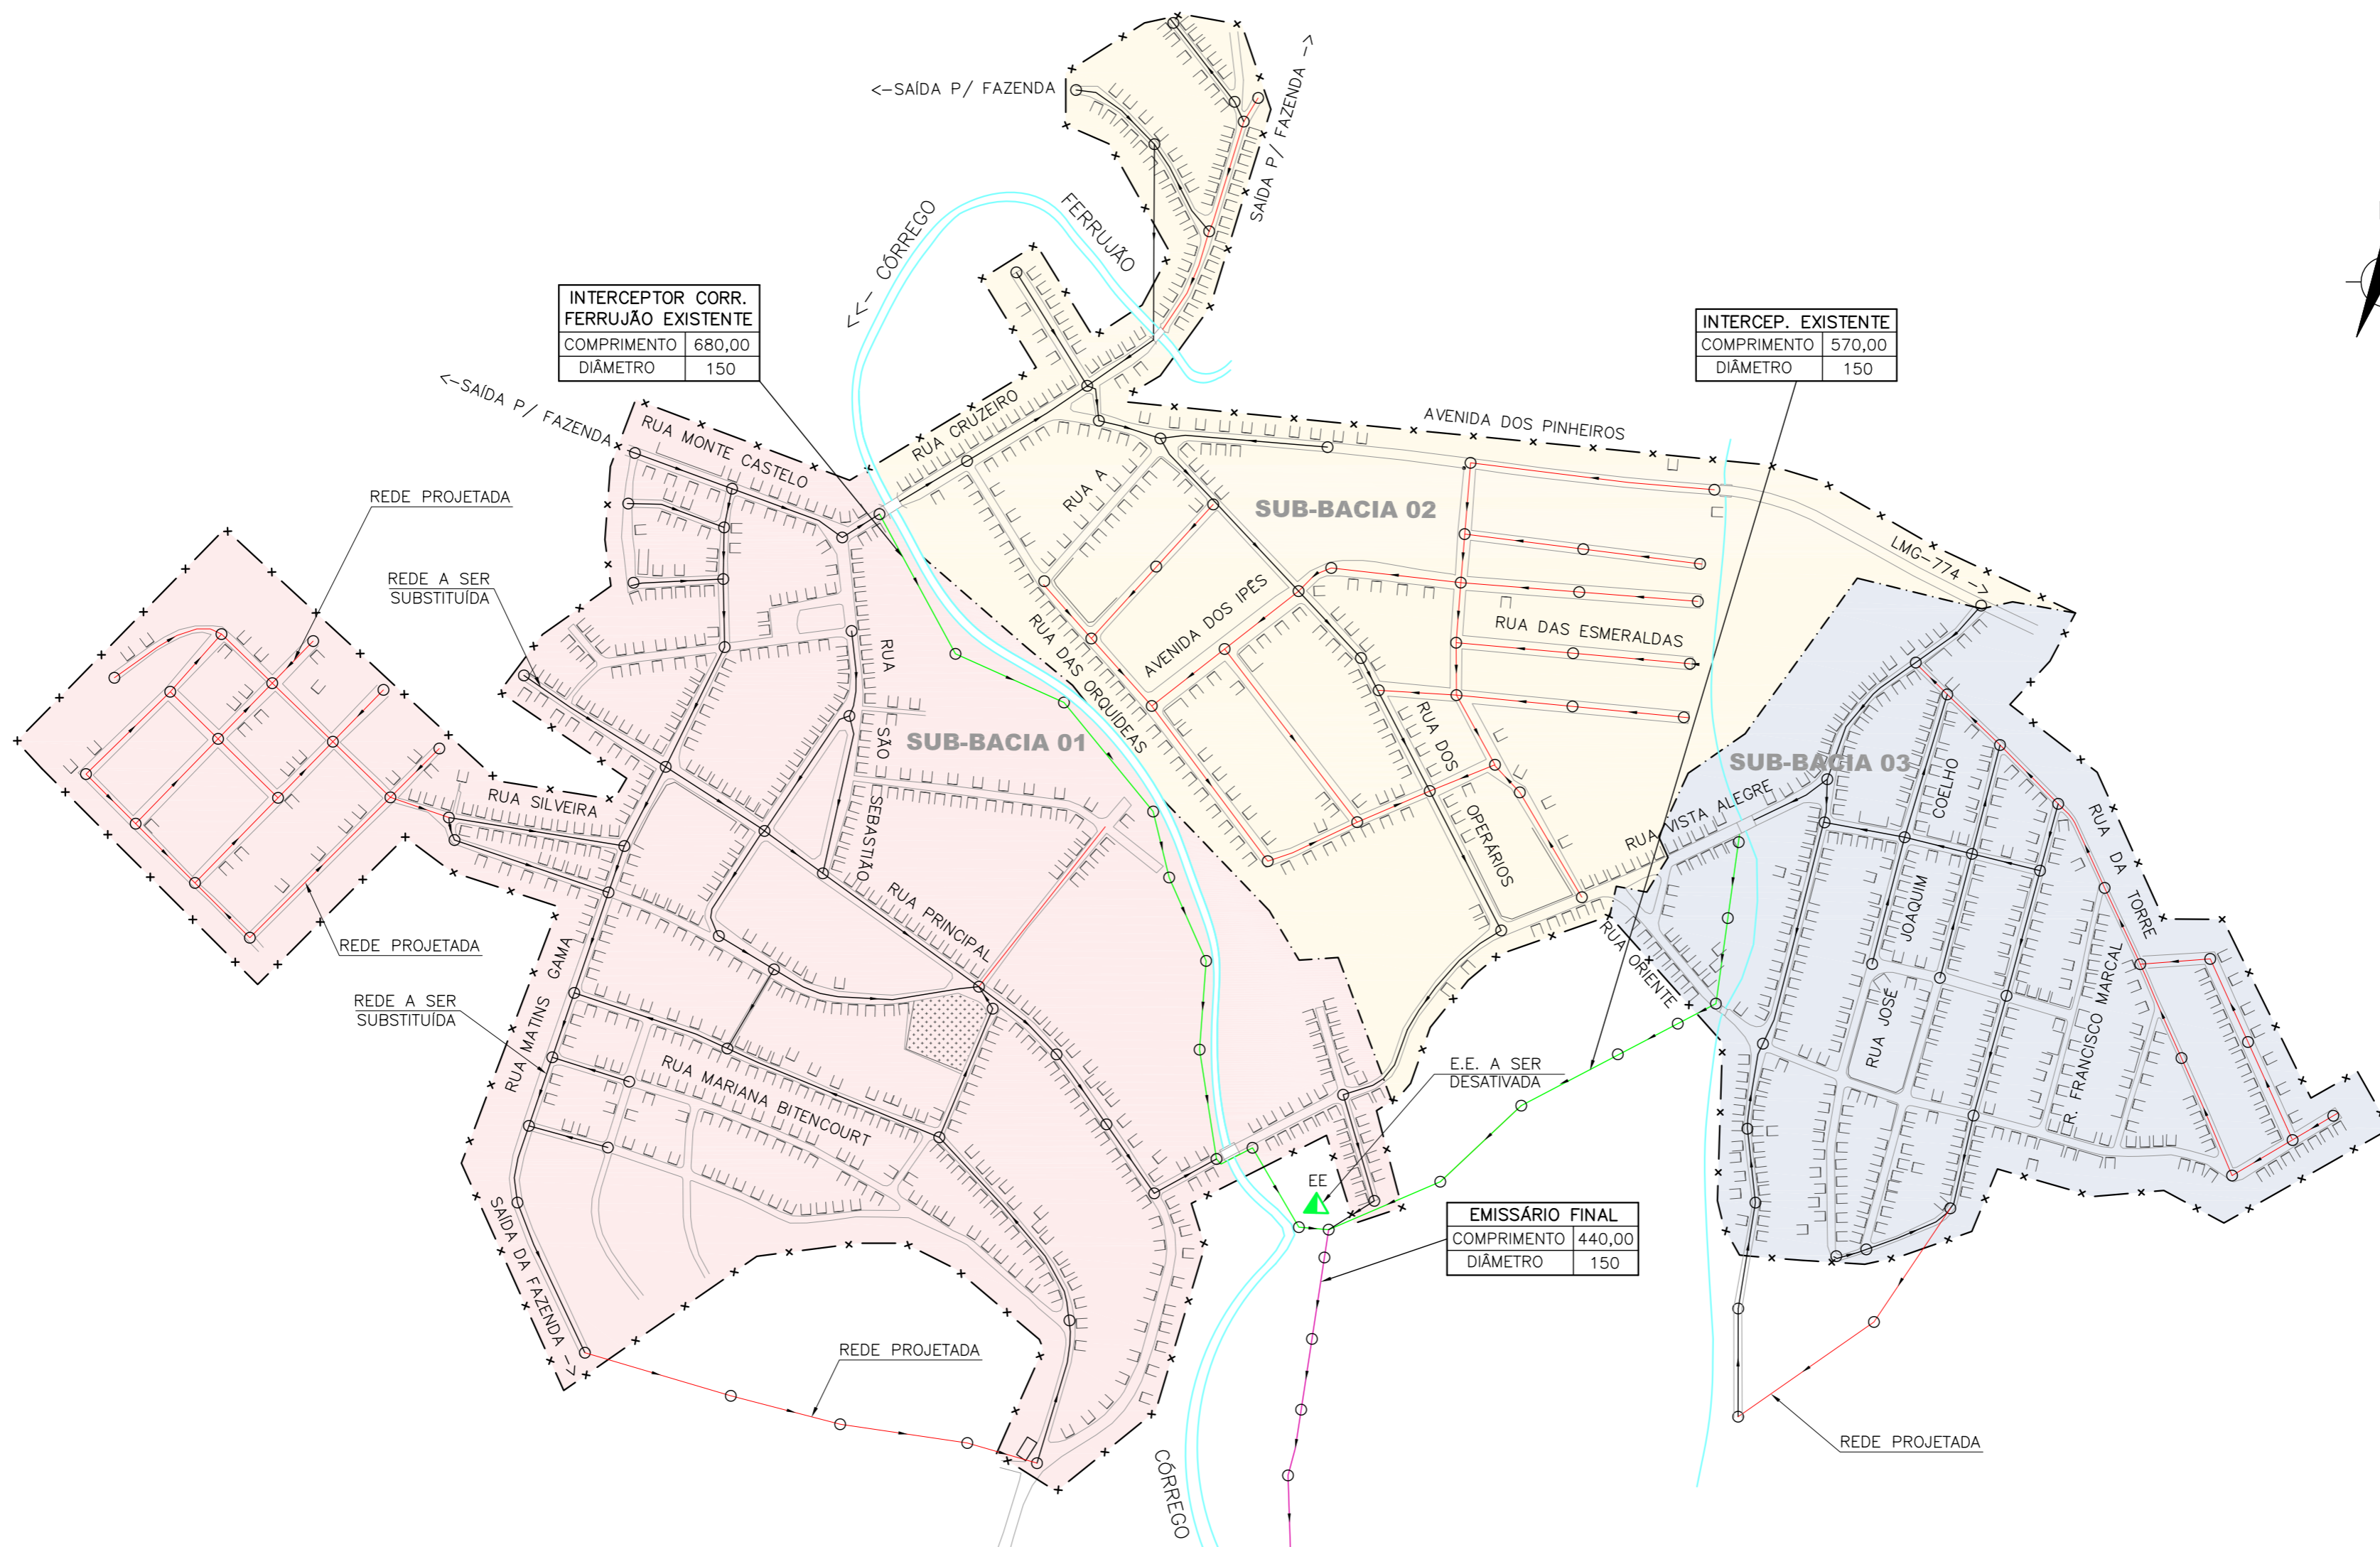 <-SAÍDA P/ FAZENDA
SAÍDA P/ FAZENDA ->
<<- CÓRREGO
FERRUJÃO
INTERCEPTOR CORR.
FERRUJÃO EXISTENTE
COMPRIMENTO 680,00
DIÂMETRO 150
INTERCEP. EXISTENTE
COMPRIMENTO 570,00
DIÂMETRO 150
<-SAÍDA P/ FAZENDA
RUA MONTE CASTELO
RUA CRUZEIRO
AVENIDA DOS PINHEIROS
RUA A
SUB-BACIA 02
REDE PROJETADA
LMG-774 ->
REDE A SER
SUBSTITUÍDA
AVENIDA DOS IPÊS
RUA DAS ORQUIDEAS
RUA DAS ESMERALDAS
RUA SÃO SEBASTIÃO
SUB-BACIA 01
SUB-BACIA 03
RUA DOS OPERÁRIOS
RUA VISTA ALEGRE
RUA SILVEIRA
RUA JOSÉ JOAQUIM COELHO
RUA DA TORRE
RUA PRINCIPAL
REDE PROJETADA
RUA ORIENTE
R. FRANCISCO MARCAL
RUA MATINS GAMA
REDE A SER
SUBSTITUÍDA
RUA MARIANA BITENCOURT
E.E. A SER
DESATIVADA
EE
EMISSÁRIO FINAL
COMPRIMENTO 440,00
DIÂMETRO 150
SAÍDA DA FAZENDA ->
REDE PROJETADA
REDE PROJETADA
CÓRREGO